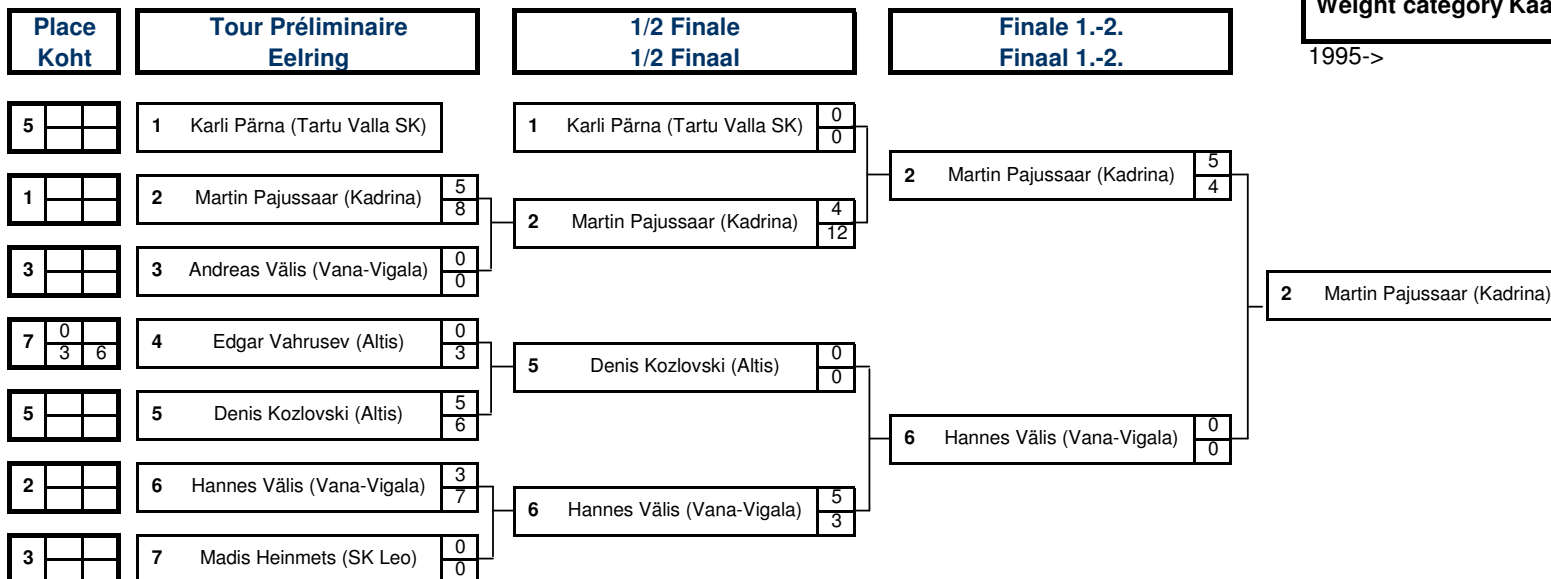 Place
Koht
Tour Préliminaire
Eelring
1/2 Finale
1/2 Finaal
Finale 1.-2.
Finaal 1.-2.
Weight category Kaa
1995->
5
1 Karli Pärna (Tartu Valla SK)
1
2 Martin Pajussaar (Kadrina) 5
8
3
3 Andreas Välis (Vana-Vigala) 0
0
7 0
3 6
4 Edgar Vahrusev (Altis) 0
3
5
5 Denis Kozlovski (Altis) 5
6
2
6 Hannes Välis (Vana-Vigala) 3
7
3
7 Madis Heinmets (SK Leo) 0
0
1 Karli Pärna (Tartu Valla SK) 0
0
2 Martin Pajussaar (Kadrina) 4
12
5 Denis Kozlovski (Altis) 0
0
6 Hannes Välis (Vana-Vigala) 5
3
2 Martin Pajussaar (Kadrina) 5
4
6 Hannes Välis (Vana-Vigala) 0
0
2 Martin Pajussaar (Kadrina)